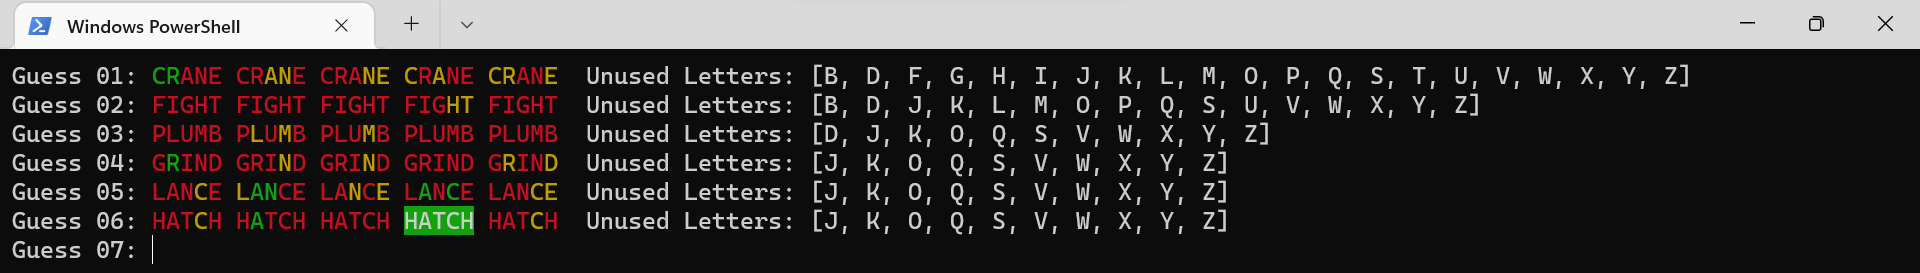 Windows PowerShell
Guess 01: CRANE CRANE CRANE CRANE CRANE  Unused Letters: [B, D, F, G, H, I, J, K, L, M, O, P, Q, S, T, U, V, W, X, Y, Z]
Guess 02: FIGHT FIGHT FIGHT FIGHT FIGHT  Unused Letters: [B, D, J, K, L, M, O, P, Q, S, U, V, W, X, Y, Z]
Guess 03: PLUMB PLUMB PLUMB PLUMB PLUMB  Unused Letters: [D, J, K, O, Q, S, V, W, X, Y, Z]
Guess 04: GRIND GRIND GRIND GRIND GRIND  Unused Letters: [J, K, O, Q, S, V, W, X, Y, Z]
Guess 05: LANCE LANCE LANCE LANCE LANCE  Unused Letters: [J, K, O, Q, S, V, W, X, Y, Z]
Guess 06: HATCH HATCH HATCH HATCH HATCH  Unused Letters: [J, K, O, Q, S, V, W, X, Y, Z]
Guess 07: